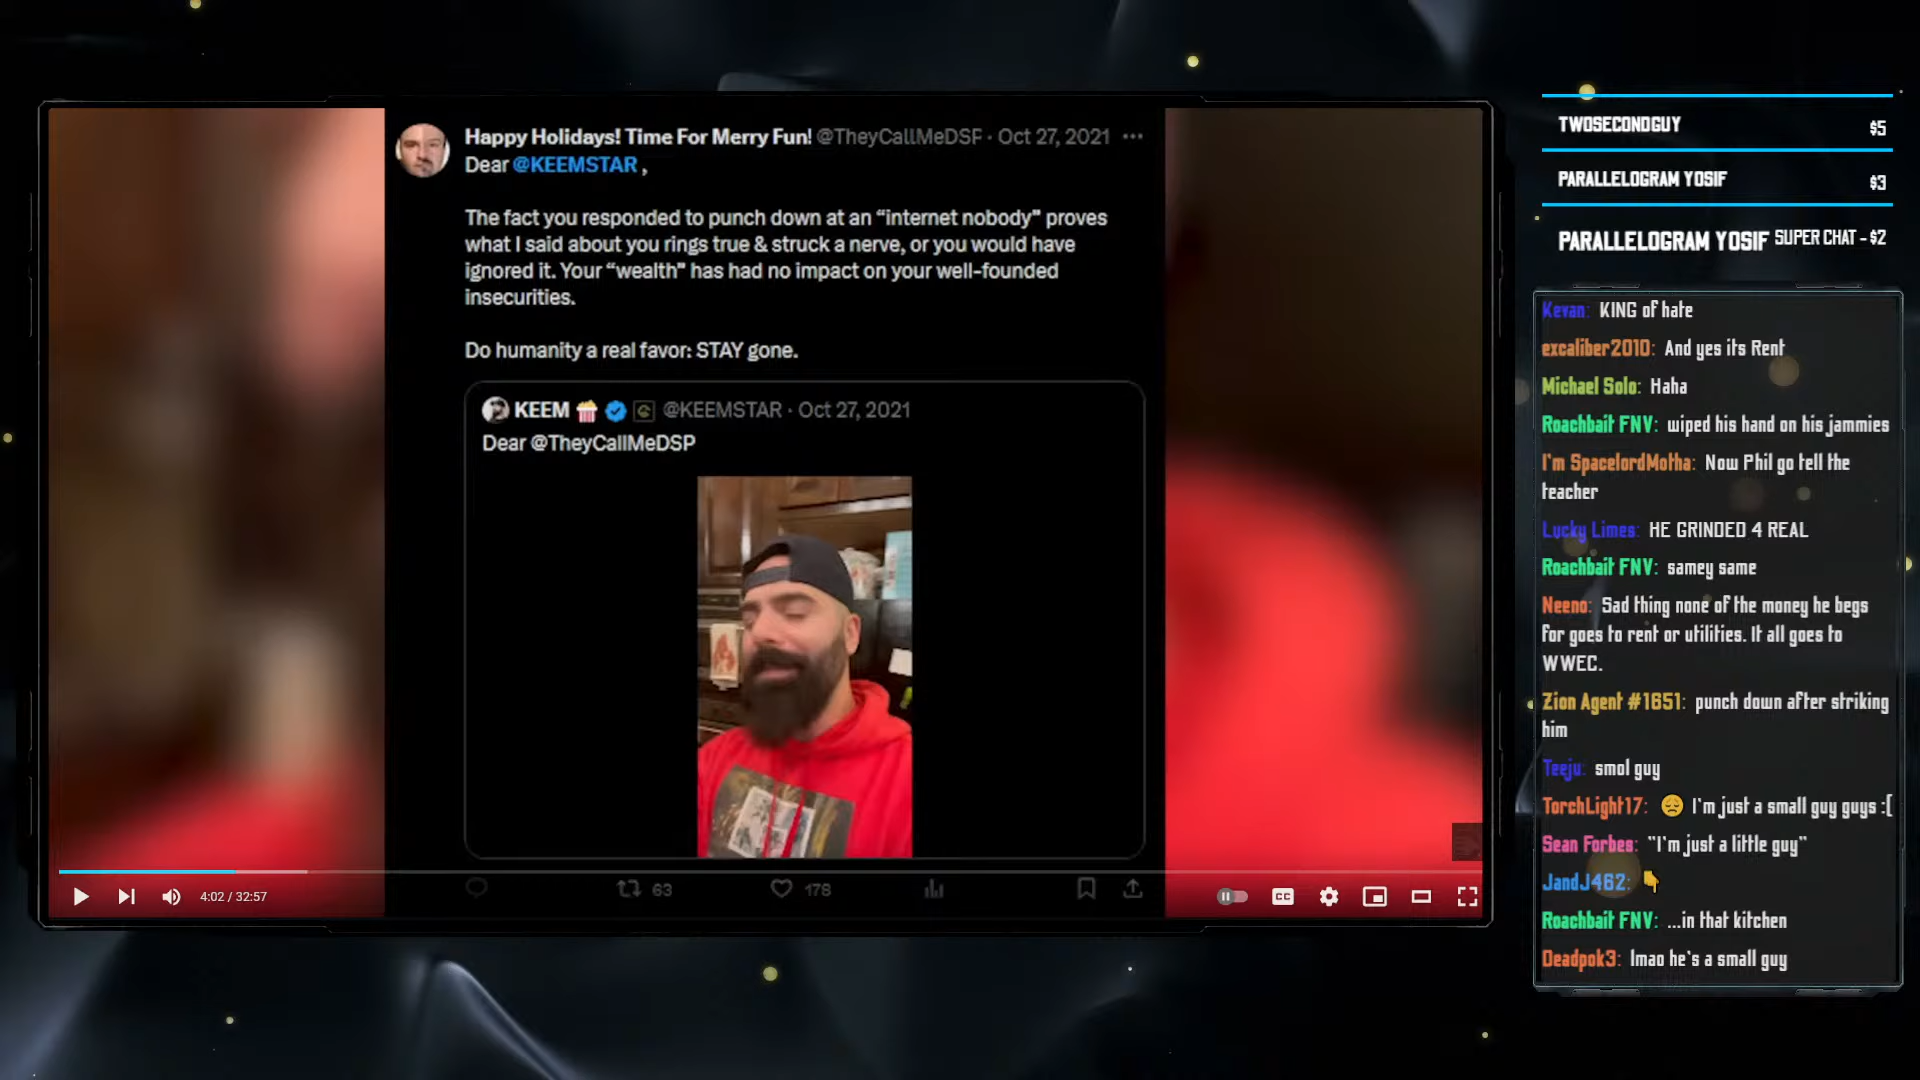 Happy Holidays! Time For Merry Fun! @TheyCallMeDSP · Oct 27, 2021 ···
Dear @KEEMSTAR ,
The fact you responded to punch down at an “internet nobody” proves
what I said about you rings true & struck a nerve, or you would have
ignored it. Your “wealth” has had no impact on your well-founded
insecurities.
Do humanity a real favor: STAY gone.
KEEM 🍿 @KEEMSTAR · Oct 27, 2021
Dear @TheyCallMeDSP
63 178
4:02 / 32:57
CC
TWOSECONDGUY $5
PARALLELOGRAM YOSIF $3
PARALLELOGRAM YOSIF SUPER CHAT - $2
Kevan: KING of hate
excaliber2010: And yes its Rent
Michael Solo: Haha
Roachbait FNV: wiped his hand on his jammies
I'm SpacelordMotha: Now Phil go tell the
teacher
Lucky Limes: HE GRINDED 4 REAL
Roachbait FNV: samey same
Neeno: Sad thing none of the money he begs
for goes to rent or utilities. It all goes to
WWEC.
Zion Agent #1651: punch down after striking
him
Teeju: smol guy
TorchLight17: 😔 I'm just a small guy guys :(
Sean Forbes: "I'm just a little guy"
JandJ462: 👇
Roachbait FNV: ...in that kitchen
Deadpok3: lmao he's a small guy